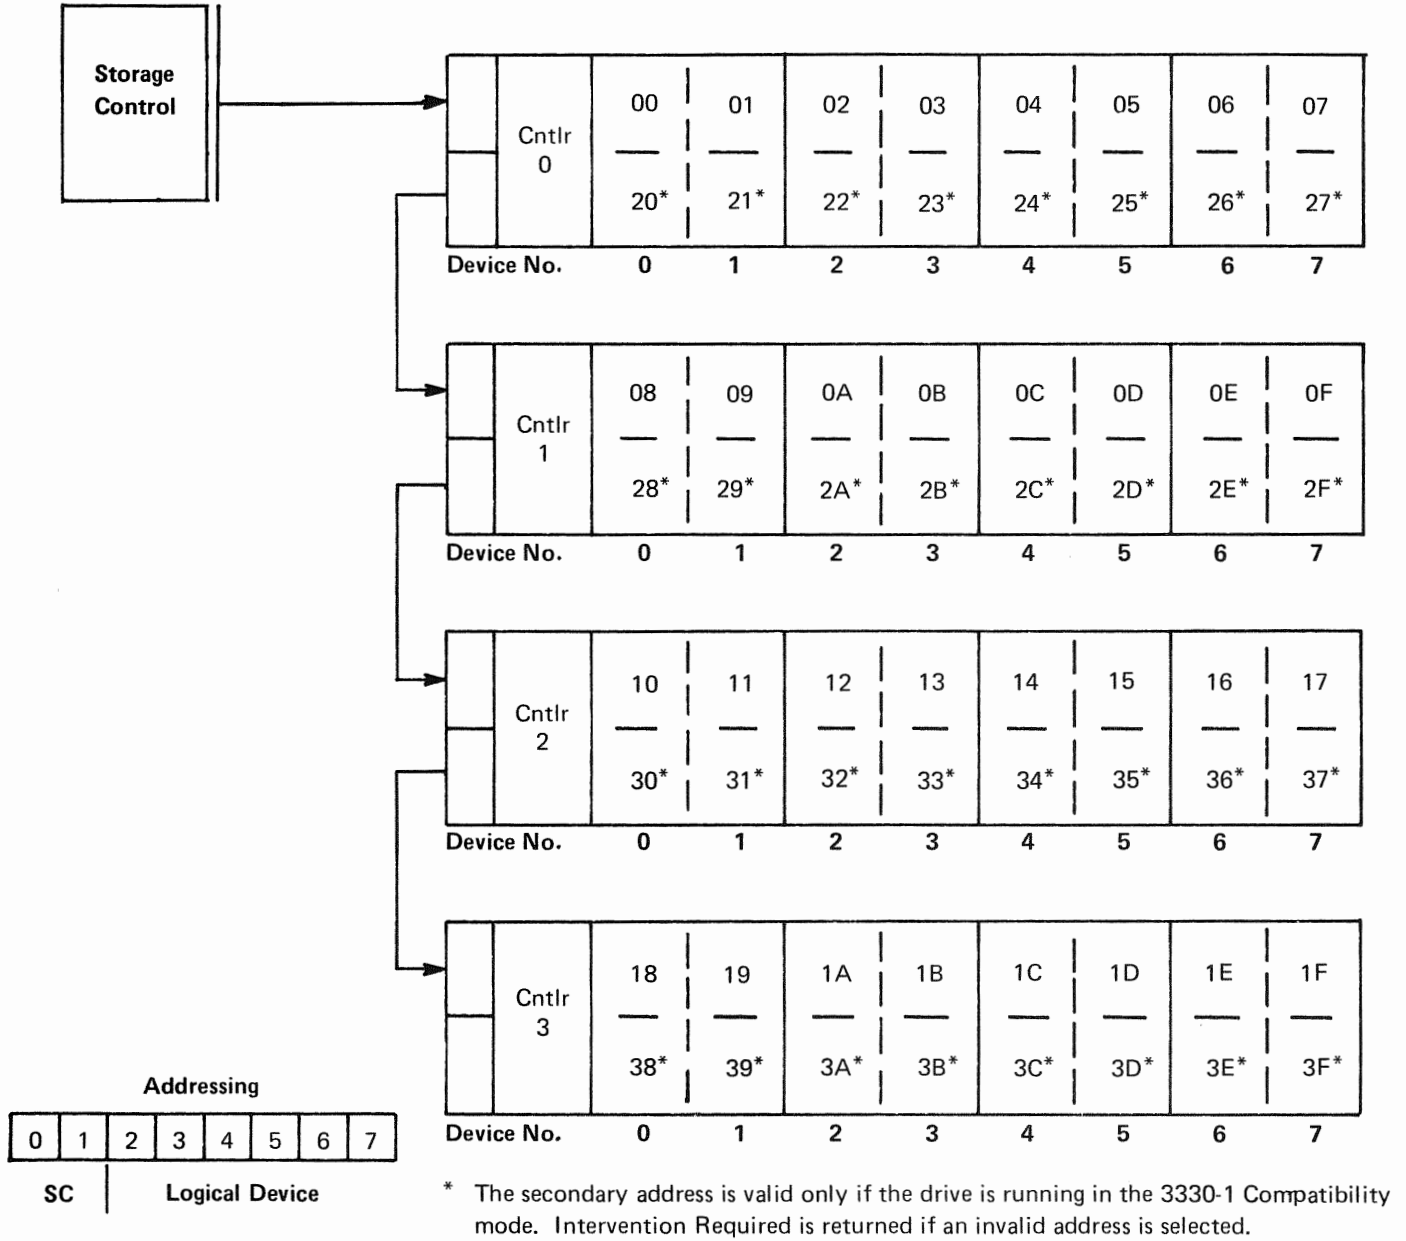 Storage
Control
Cntlr
0
00 01 02 03 04 05 06 07
20* 21* 22* 23* 24* 25* 26* 27*
Device No. 0 1 2 3 4 5 6 7
Cntlr
1
08 09 0A 0B 0C 0D 0E 0F
28* 29* 2A* 2B* 2C* 2D* 2E* 2F*
Device No. 0 1 2 3 4 5 6 7
Cntlr
2
10 11 12 13 14 15 16 17
30* 31* 32* 33* 34* 35* 36* 37*
Device No. 0 1 2 3 4 5 6 7
Cntlr
3
18 19 1A 1B 1C 1D 1E 1F
38* 39* 3A* 3B* 3C* 3D* 3E* 3F*
Device No. 0 1 2 3 4 5 6 7
Addressing
0 1 2 3 4 5 6 7
SC Logical Device
* The secondary address is valid only if the drive is running in the 3330-1 Compatibility
mode. Intervention Required is returned if an invalid address is selected.